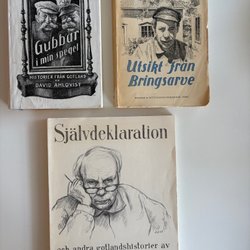 Gubbar
i min spegel
HISTORIER FRÅN GOTLAND
DAVID AHLQVIST
Utsikt från
Bringsarve
Självdeklaration
och andra gotlandshistorier av